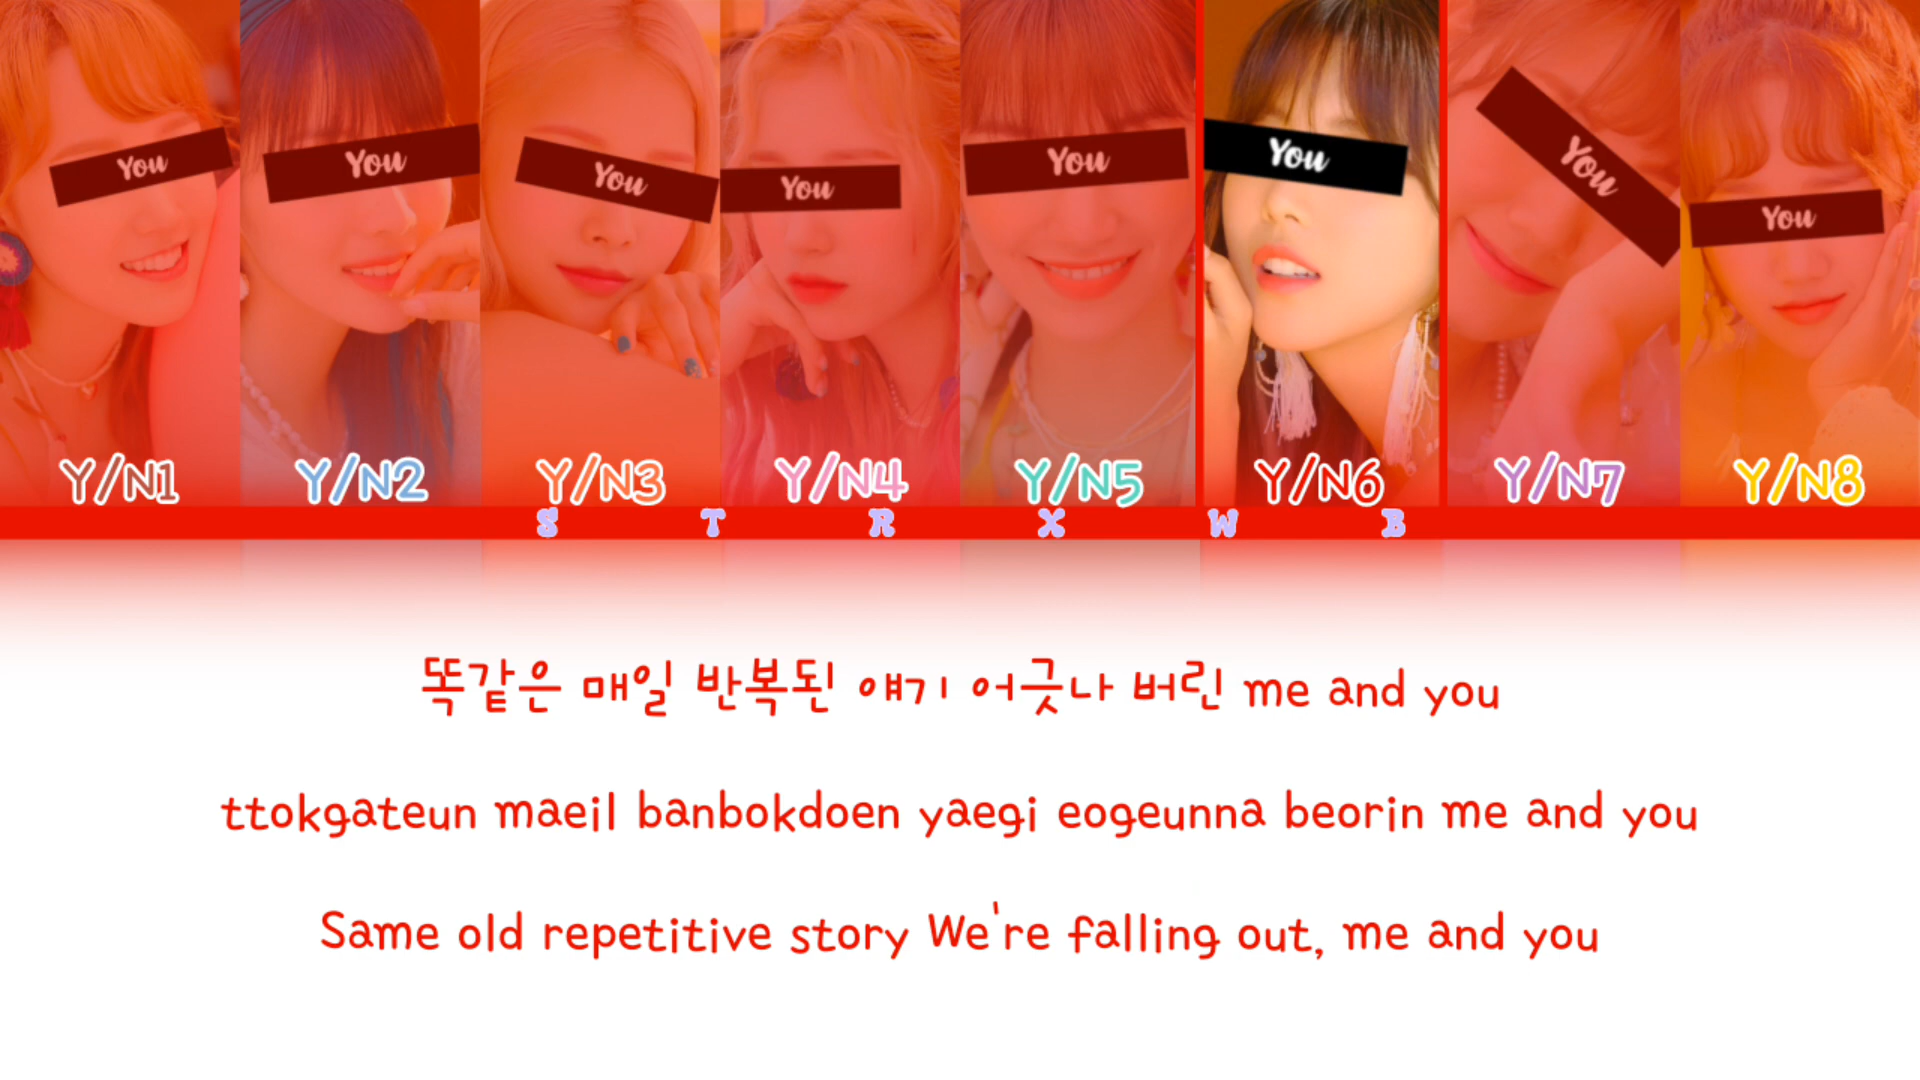 You You You You You You You You
Y/N1 Y/N2 Y/N3 Y/N4 Y/N5 Y/N6 Y/N7 Y/N8
S T R X W B
똑같은 매일 반복된 얘기 어긋나 버린 me and you
ttokgateun maeil banbokdoen yaegi eogeunna beorin me and you
Same old repetitive story We're falling out, me and you